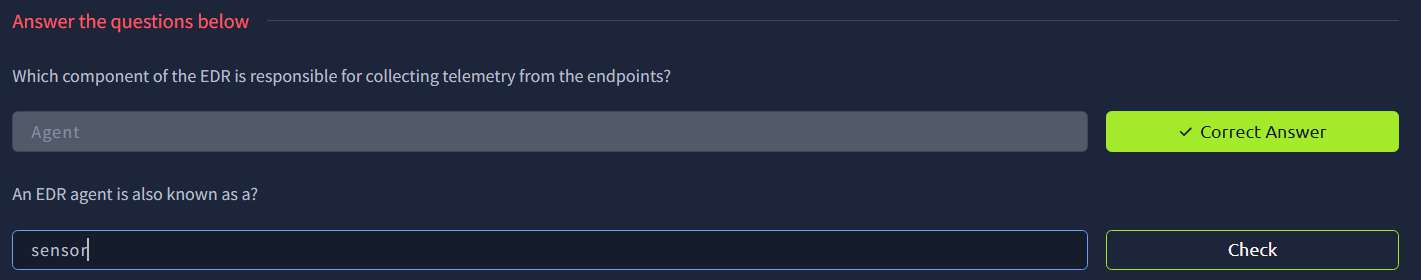 Answer the questions below
Which component of the EDR is responsible for collecting telemetry from the endpoints?
Agent
✓ Correct Answer
An EDR agent is also known as a?
sensor
Check